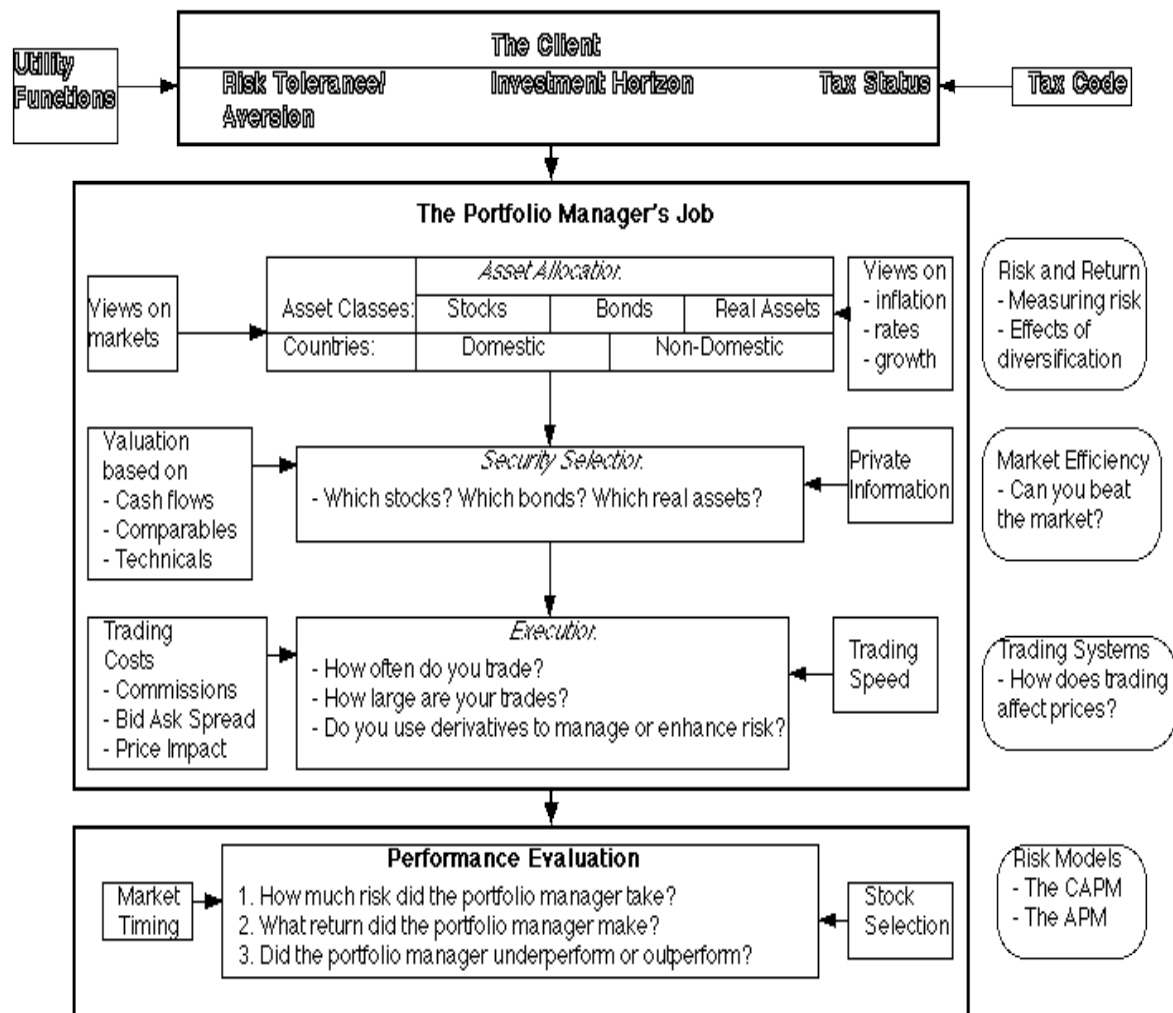 The Client
Utility
Functions
Risk Tolerance/
Aversion
Investment Horizon
Tax Status
Tax Code
The Portfolio Manager's Job
Views on
markets
Asset Allocation
Asset Classes:
Stocks
Bonds
Real Assets
Countries:
Domestic
Non-Domestic
Views on
- inflation
- rates
- growth
Risk and Return
- Measuring risk
- Effects of
diversification
Valuation
based on
- Cash flows
- Comparables
- Technicals
Security Selection
- Which stocks? Which bonds? Which real assets?
Private
Information
Market Efficiency
- Can you beat
the market?
Trading
Costs
- Commissions
- Bid Ask Spread
- Price Impact
Execution
- How often do you trade?
- How large are your trades?
- Do you use derivatives to manage or enhance risk?
Trading
Speed
Trading Systems
- How does trading
affect prices?
Performance Evaluation
Market
Timing
1. How much risk did the portfolio manager take?
2. What return did the portfolio manager make?
3. Did the portfolio manager underperform or outperform?
Stock
Selection
Risk Models
- The CAPM
- The APM